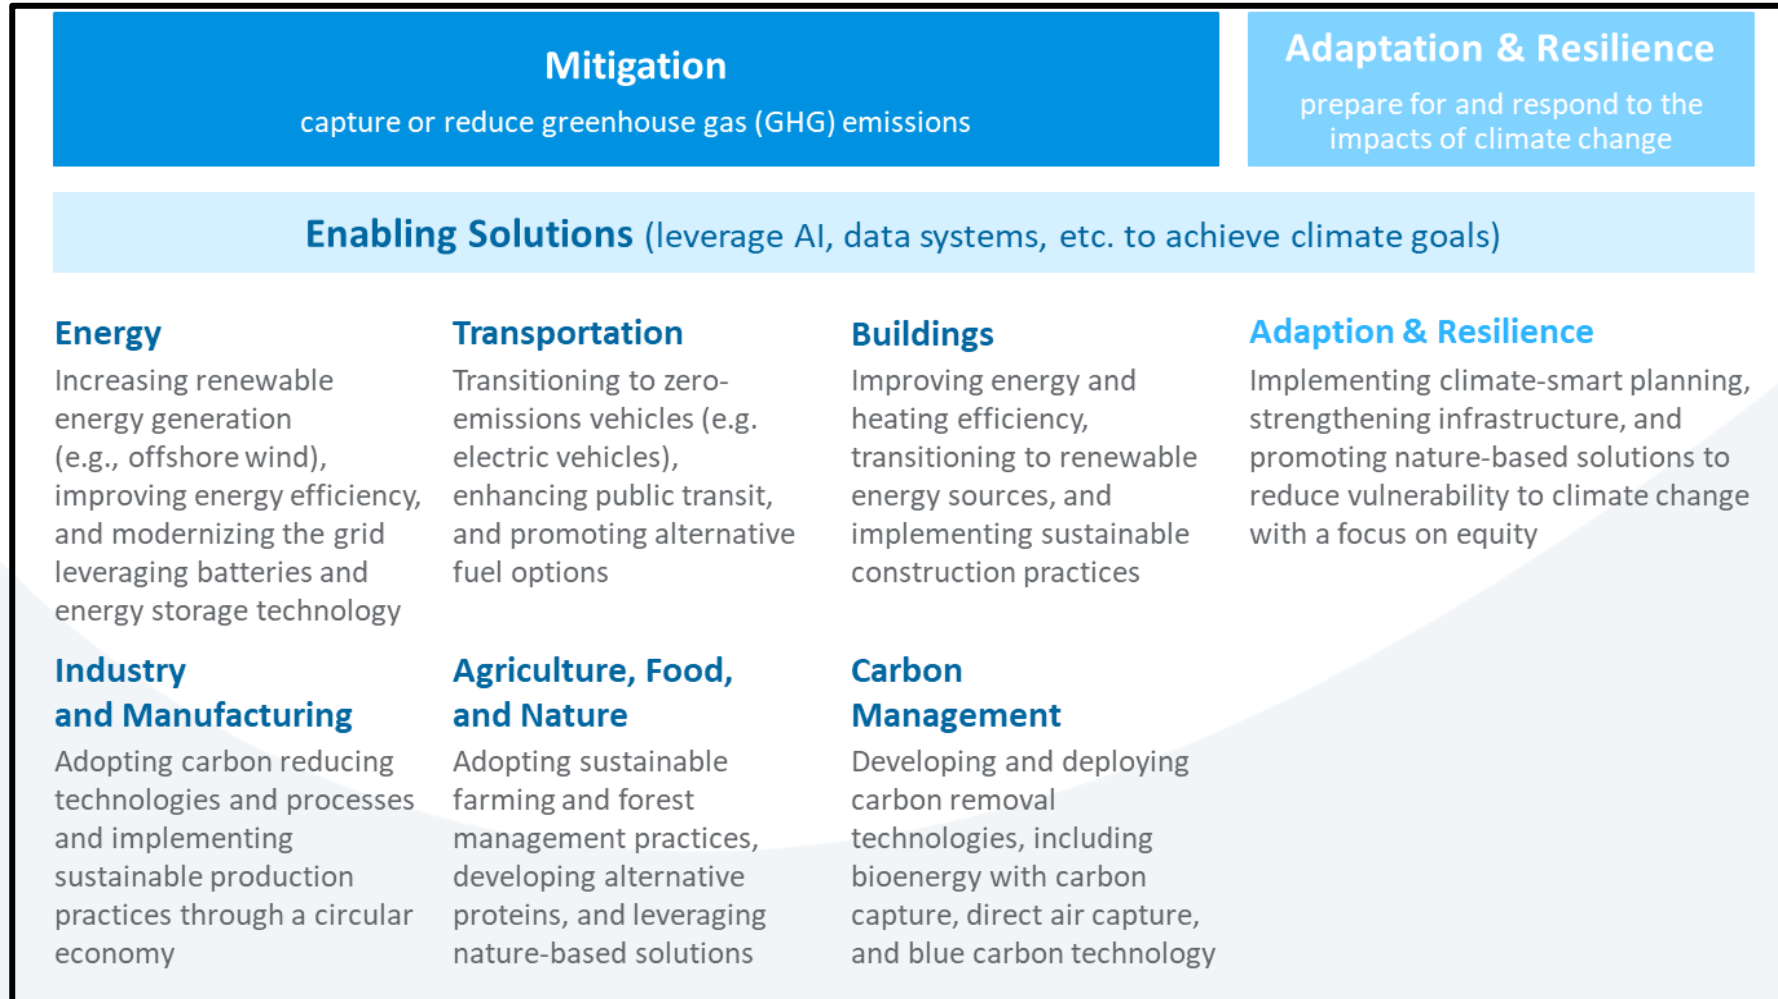 Mitigation
capture or reduce greenhouse gas (GHG) emissions
Adaptation & Resilience
prepare for and respond to the
impacts of climate change
Enabling Solutions (leverage AI, data systems, etc. to achieve climate goals)
Energy
Increasing renewable
energy generation
(e.g., offshore wind),
improving energy efficiency,
and modernizing the grid
leveraging batteries and
energy storage technology
Transportation
Transitioning to zero-
emissions vehicles (e.g.
electric vehicles),
enhancing public transit,
and promoting alternative
fuel options
Buildings
Improving energy and
heating efficiency,
transitioning to renewable
energy sources, and
implementing sustainable
construction practices
Adaption & Resilience
Implementing climate-smart planning,
strengthening infrastructure, and
promoting nature-based solutions to
reduce vulnerability to climate change
with a focus on equity
Industry
and Manufacturing
Adopting carbon reducing
technologies and processes
and implementing
sustainable production
practices through a circular
economy
Agriculture, Food,
and Nature
Adopting sustainable
farming and forest
management practices,
developing alternative
proteins, and leveraging
nature-based solutions
Carbon
Management
Developing and deploying
carbon removal
technologies, including
bioenergy with carbon
capture, direct air capture,
and blue carbon technology